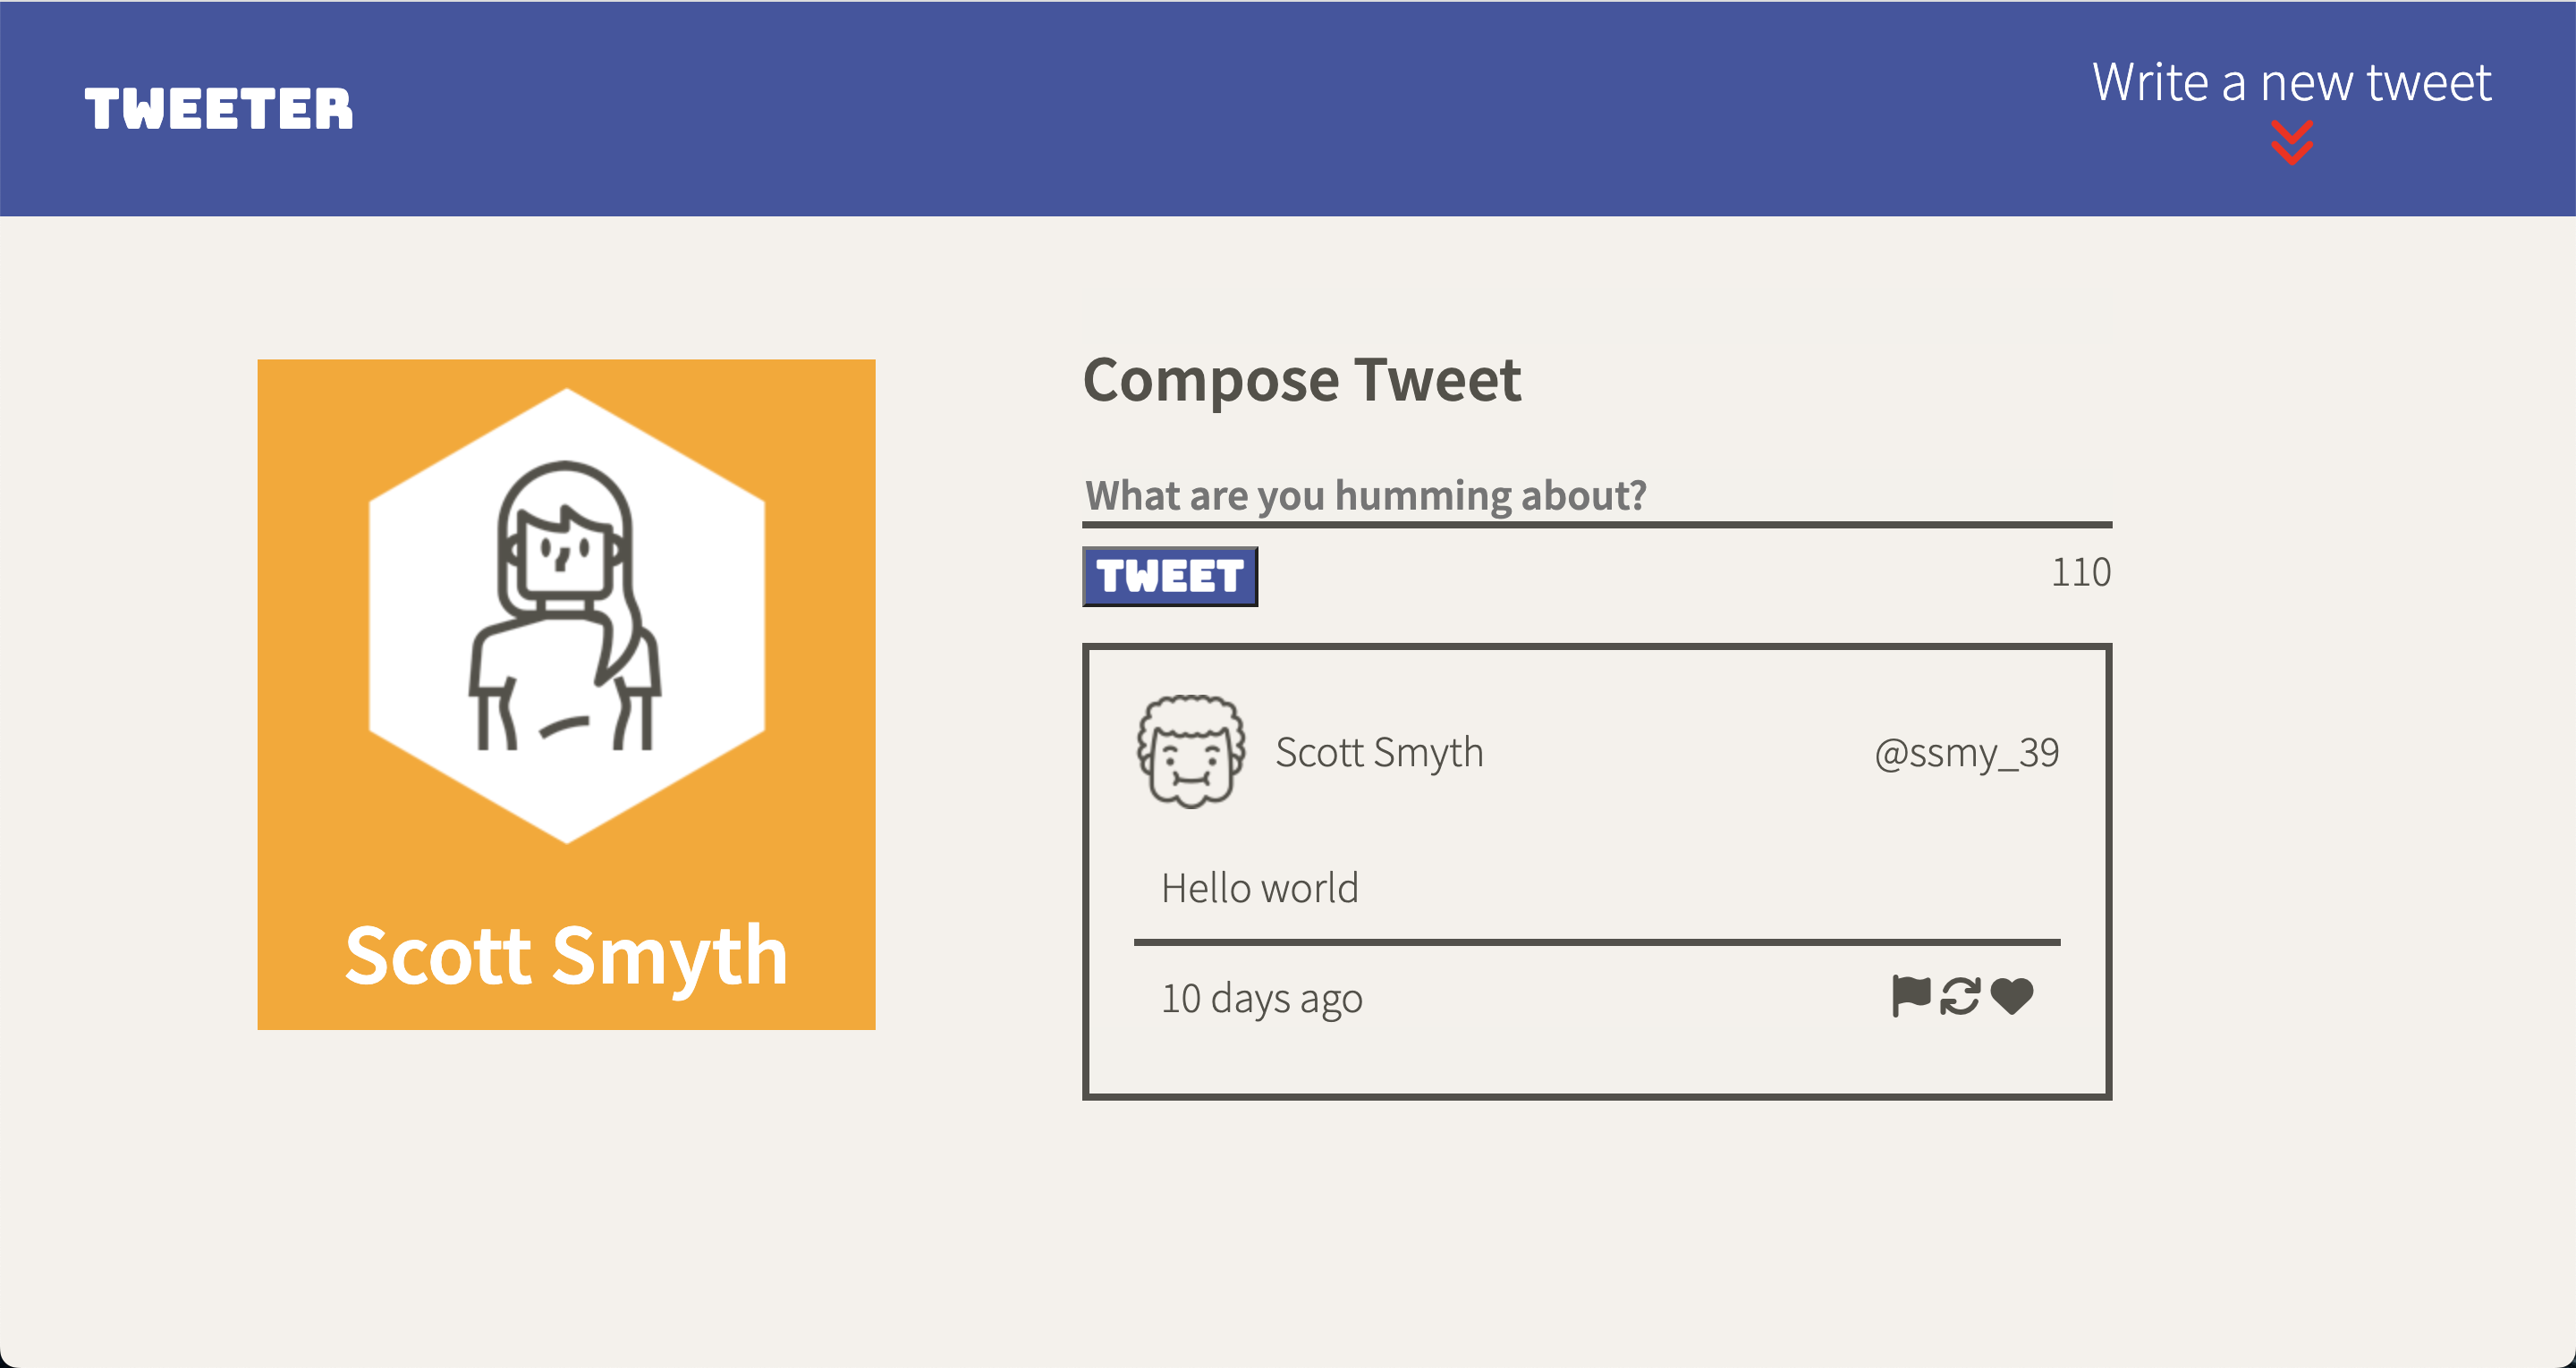 TWEETER
Write a new tweet
Scott Smyth
Compose Tweet
What are you humming about?
TWEET
110
Scott Smyth
@ssmy_39
Hello world
10 days ago